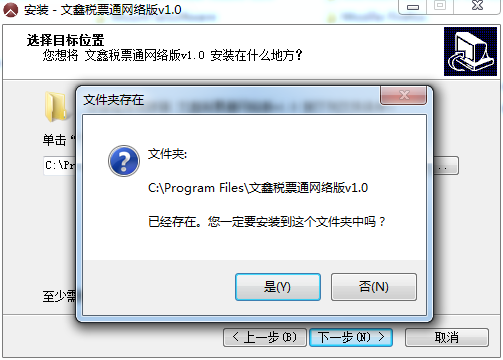 安装 - 文鑫税票通网络版v1.0
选择目标位置
您想将 文鑫税票通网络版v1.0 安装在什么地方？
文件夹存在
单击“
C:\Pr
文件夹:
C:\Program Files\文鑫税票通网络版v1.0
已经存在。您一定要安装到这个文件夹中吗？
是(Y)
否(N)
至少需
< 上一步(B)
下一步(N) >
取消